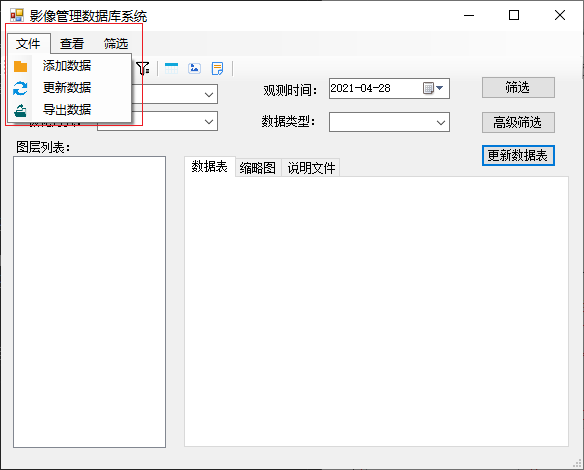 影像管理数据库系统
文件 查看 筛选
添加数据
更新数据
导出数据
观测时间： 2021-04-28
筛选
数据类型：
高级筛选
图层列表：
更新数据表
数据表 缩略图 说明文件